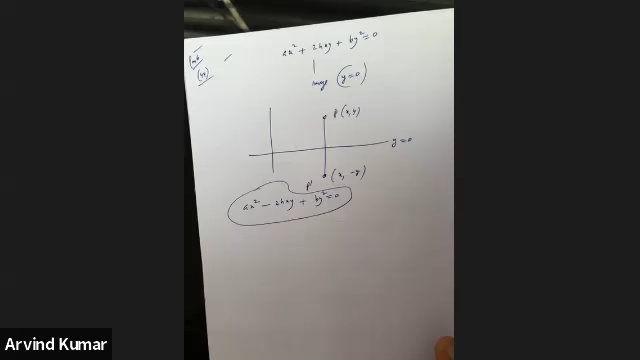 ax² + 2hxy + by² = 0
image (y=0)
P (x, y)
y = 0
P' (x, -y)
ax² - 2hxy + by² = 0
Arvind Kumar